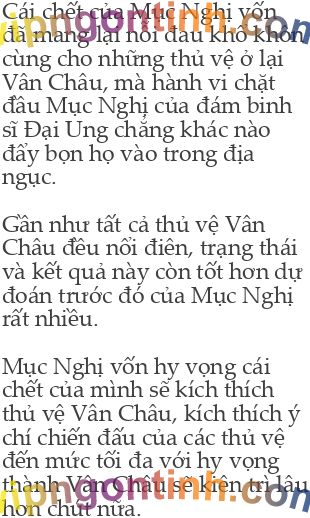 Cái chết của Mục Nghị vốn
đã mang lại nỗi đau khổ khôn
cùng cho những thủ vệ ở lại
Vân Châu, mà hành vi chặt
đầu Mục Nghị của đám binh
sĩ Đại Ung chẳng khác nào
đẩy bọn họ vào trong địa
ngục.
Gần như tất cả thủ vệ Vân
Châu đều nổi điên, trạng thái
và kết quả này còn tốt hơn dự
đoán trước đó của Mục Nghị
rất nhiều.
Mục Nghị vốn hy vọng cái
chết của mình sẽ kích thích
thủ vệ Vân Châu, kích thích ý
chí chiến đấu của các thủ vệ
đến mức tối đa với hy vọng
thành Vân Châu sẽ kiên trì lâu
hơn chút nữa.
vipngontinh.com
vipngontinh.com